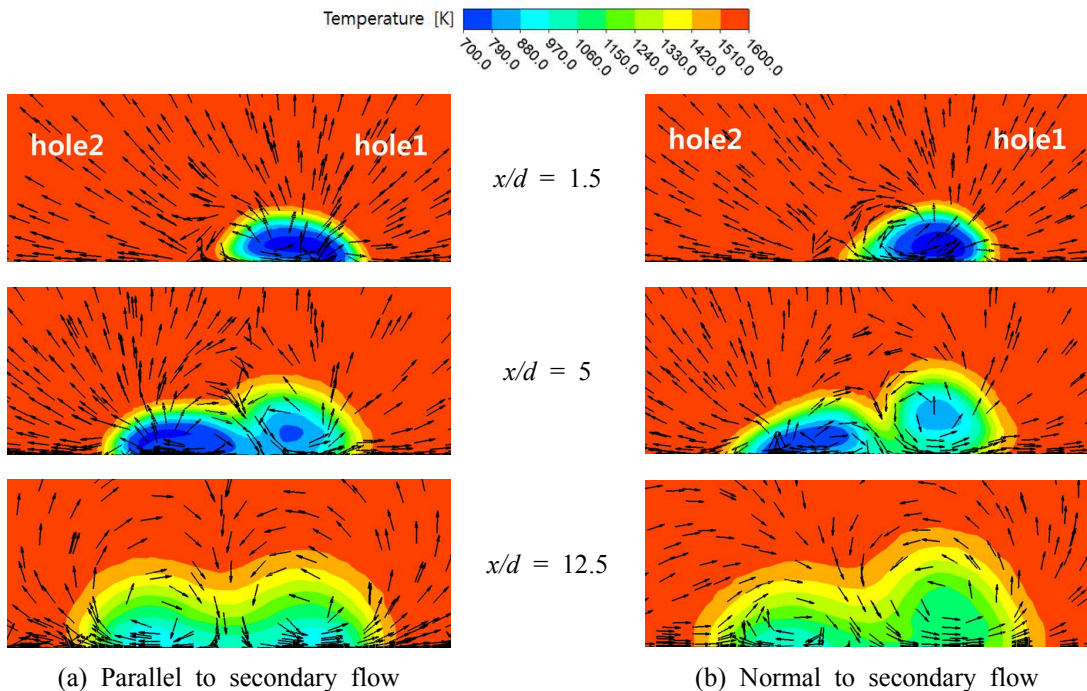 Temperature [K]
700.0 790.0 880.0 970.0 1060.0 1150.0 1240.0 1330.0 1420.0 1510.0 1600.0
hole2 hole1
x/d = 1.5
hole2 hole1
x/d = 5
x/d = 12.5
(a) Parallel to secondary flow
(b) Normal to secondary flow